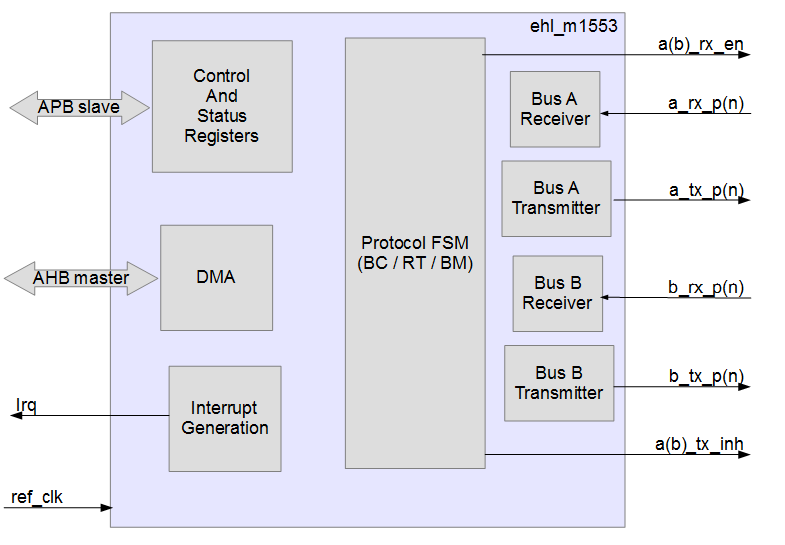 ehl_m1553
Control
And
Status
Registers
APB slave
DMA
AHB master
Interrupt
Generation
Irq
ref_clk
Protocol FSM
(BC / RT / BM)
Bus A
Receiver
Bus A
Transmitter
Bus B
Receiver
Bus B
Transmitter
a(b)_rx_en
a_rx_p(n)
a_tx_p(n)
b_rx_p(n)
b_tx_p(n)
a(b)_tx_inh